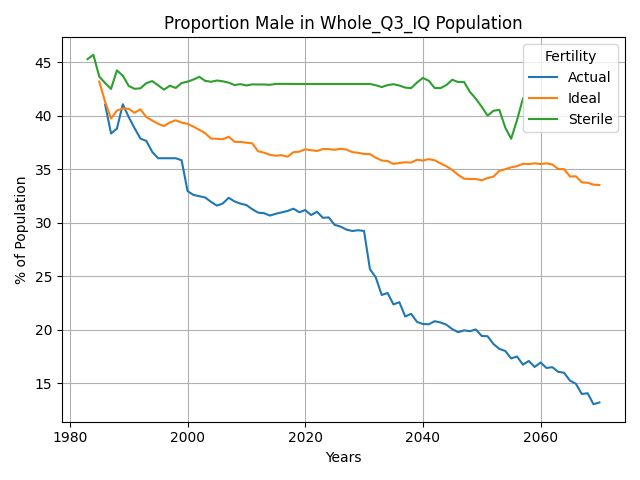 Proportion Male in Whole_Q3_IQ Population
% of Population
45
40
35
30
25
20
15
1980
2000
2020
2040
2060
Years
Fertility
Actual
Ideal
Sterile